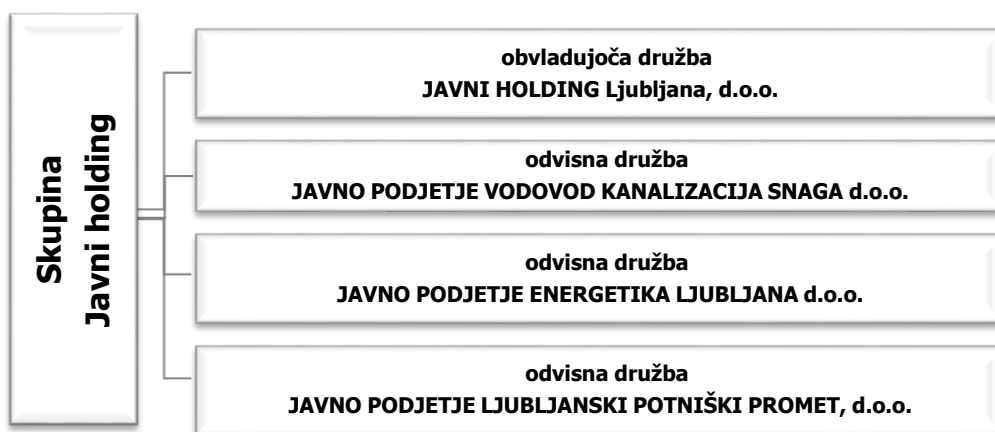 Skupina
Javni holding
obvladujoča družba
JAVNI HOLDING Ljubljana, d.o.o.
odvisna družba
JAVNO PODJETJE VODOVOD KANALIZACIJA SNAGA d.o.o.
odvisna družba
JAVNO PODJETJE ENERGETIKA LJUBLJANA d.o.o.
odvisna družba
JAVNO PODJETJE LJUBLJANSKI POTNIŠKI PROMET, d.o.o.